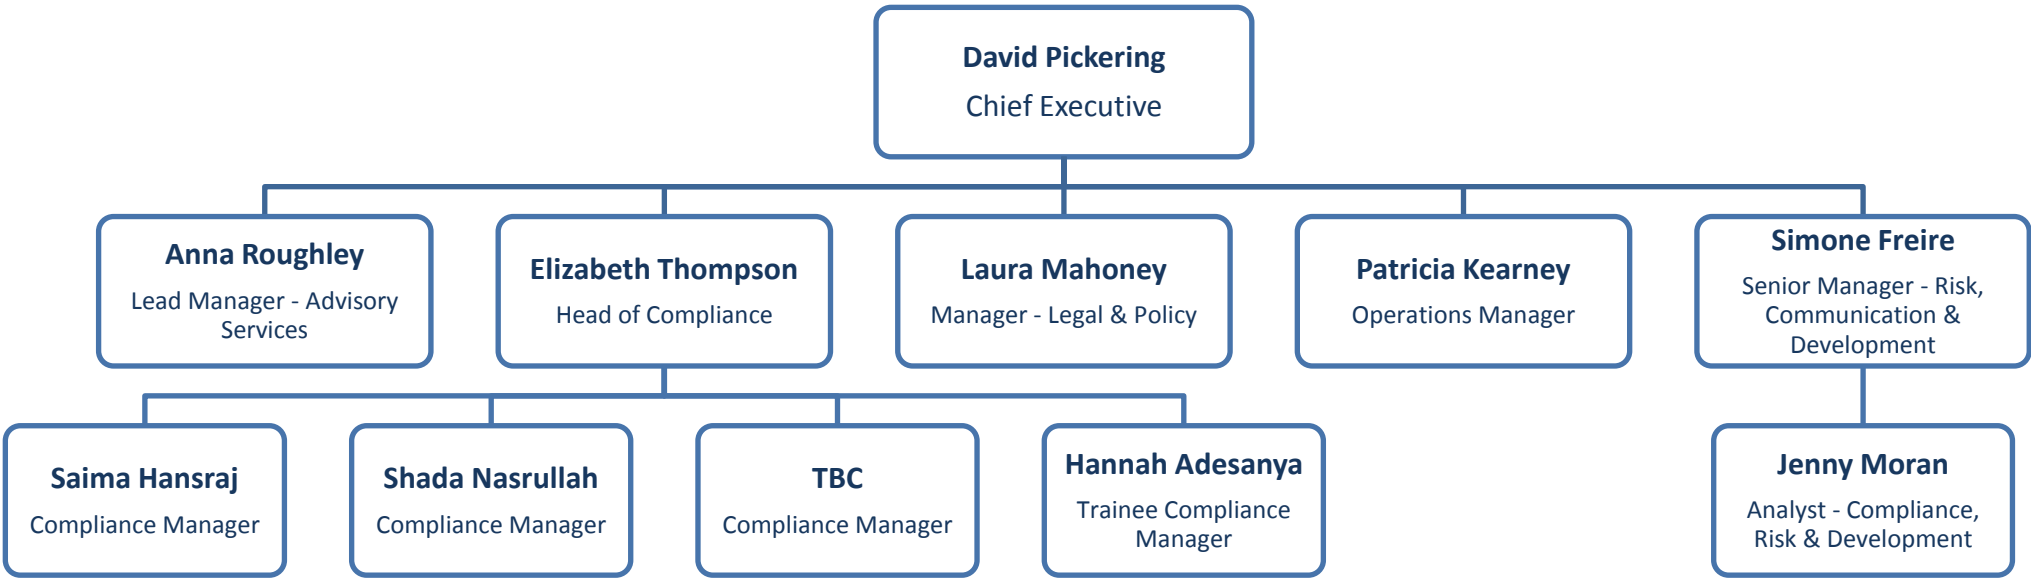 David Pickering
Chief Executive
Anna Roughley
Lead Manager - Advisory
Services
Elizabeth Thompson
Head of Compliance
Laura Mahoney
Manager - Legal & Policy
Patricia Kearney
Operations Manager
Simone Freire
Senior Manager - Risk,
Communication &
Development
Saima Hansraj
Compliance Manager
Shada Nasrullah
Compliance Manager
TBC
Compliance Manager
Hannah Adesanya
Trainee Compliance
Manager
Jenny Moran
Analyst - Compliance,
Risk & Development